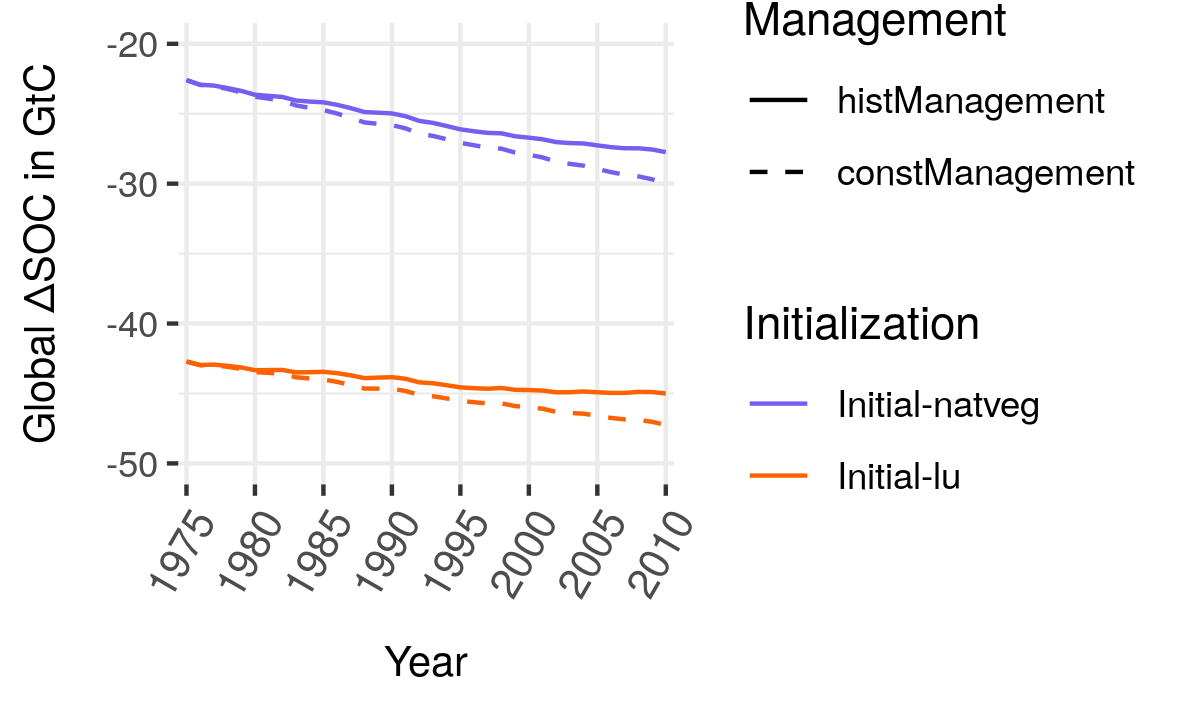 Global ΔSOC in GtC
-20
-30
-40
-50
1975
1980
1985
1990
1995
2000
2005
2010
Year
Management
histManagement
constManagement
Initialization
Initial-natveg
Initial-lu